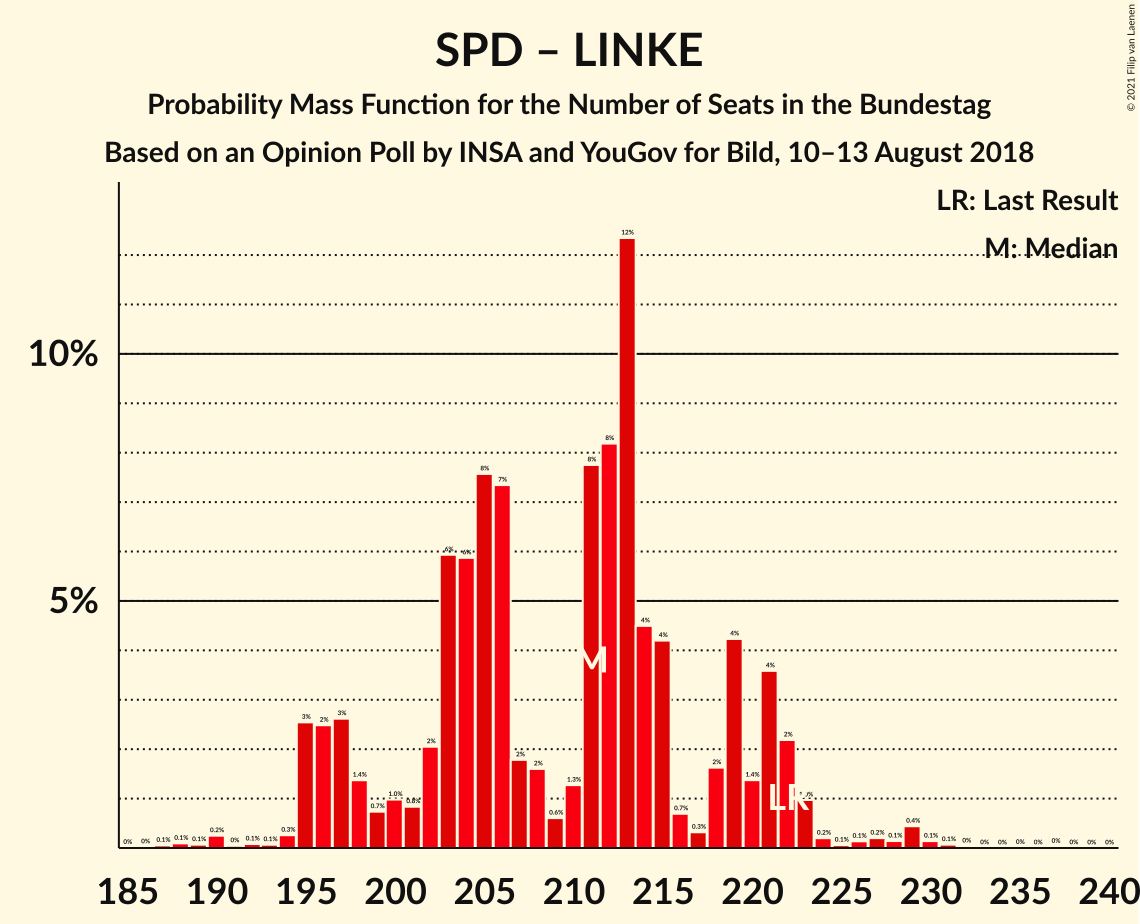 SPD – LINKE
Probability Mass Function for the Number of Seats in the Bundestag
Based on an Opinion Poll by INSA and YouGov for Bild, 10–13 August 2018
© 2021 Filip van Laenen
LR: Last Result
M: Median
10%
5%
0% 0% 0.1% 0.1% 0.1% 0.2% 0% 0.1% 0.1% 0.3% 3% 2% 3% 1.4% 0.7% 1.0% 0.8% 2% 6% 6% 8% 7% 2% 2% 0.6% 1.3% 8% 8% 12% 4% 4% 0.7% 0.3% 2% 4% 1.4% 4% 2% 0.2% 0.1% 0.1% 0.2% 0.1% 0.4% 0.1% 0.1% 0% 0% 0% 0% 0% 0% 0% 0% 0%
M
LR
185 190 195 200 205 210 215 220 225 230 235 240